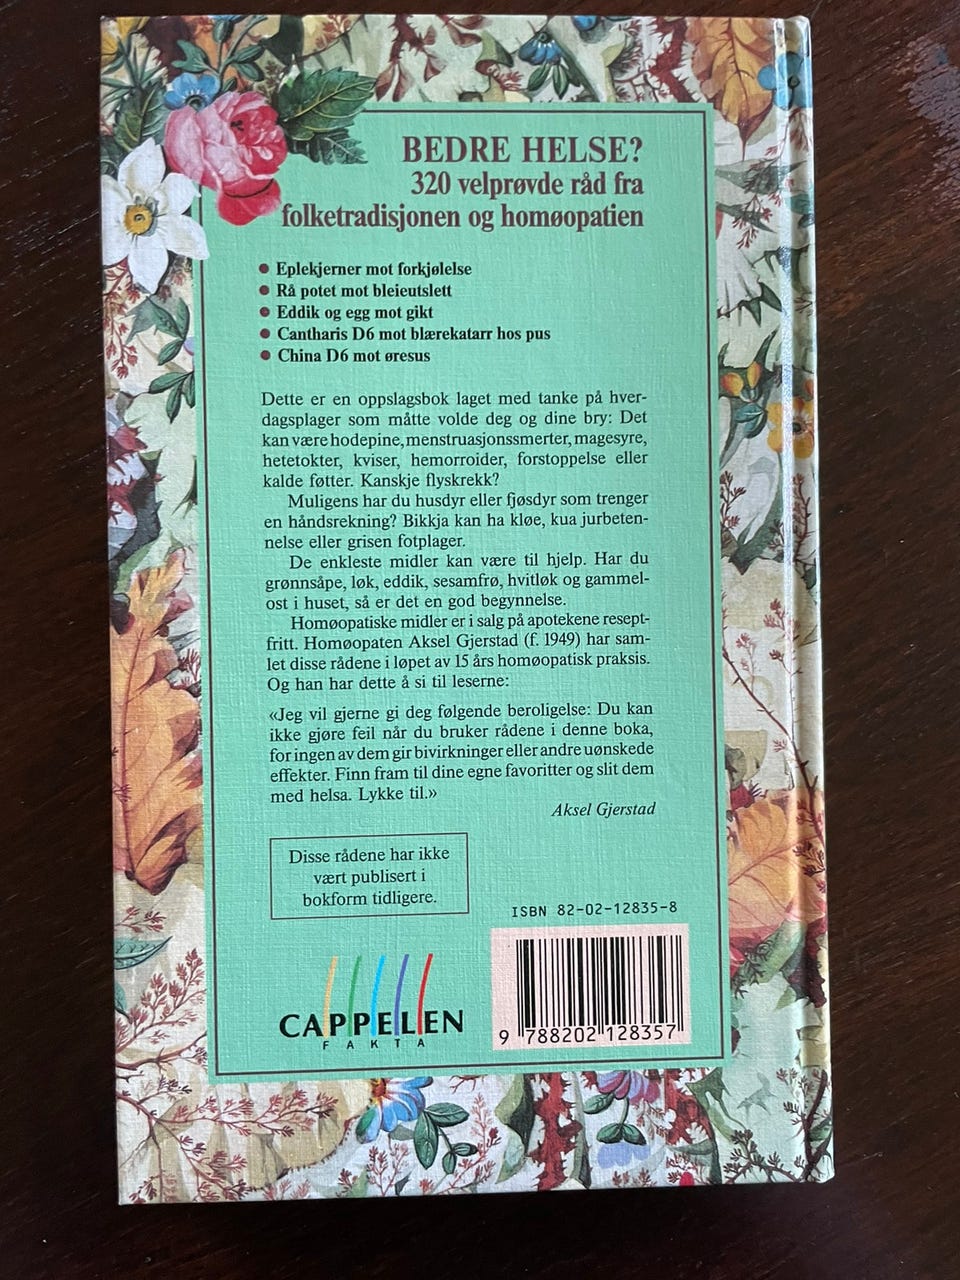 BEDRE HELSE?
320 velprøvde råd fra
folketradisjonen og homøopatien
● Eplekjerner mot forkjølelse
● Rå potet mot bleieutslett
● Eddik og egg mot gikt
● Cantharis D6 mot blærekatarr hos pus
● China D6 mot øresus
Dette er en oppslagsbok laget med tanke på hver-
dagsplager som måtte volde deg og dine bry: Det
kan være hodepine, menstruasjonssmerter, magesyre,
hetetokter, kviser, hemorroider, forstoppelse eller
kalde føtter. Kanskje flyskrekk?
Muligens har du husdyr eller fjøsdyr som trenger
en håndsrekning? Bikkja kan ha kløe, kua jurbeten-
nelse eller grisen fotplager.
De enkleste midler kan være til hjelp. Har du
grønnsåpe, løk, eddik, sesamfrø, hvitløk og gammel-
ost i huset, så er det en god begynnelse.
Homøopatiske midler er i salg på apotekene resept-
fritt. Homøopaten Aksel Gjerstad (f. 1949) har sam-
let disse rådene i løpet av 15 års homøopatisk praksis.
Og han har dette å si til leserne:
«Jeg vil gjerne gi deg følgende beroligelse: Du kan
ikke gjøre feil når du bruker rådene i denne boka,
for ingen av dem gir bivirkninger eller andre uønskede
effekter. Finn fram til dine egne favoritter og slit dem
med helsa. Lykke til.»
Aksel Gjerstad
Disse rådene har ikke
vært publisert i
bokform tidligere.
ISBN 82-02-12835-8
CAPPELEN
FAKTA
9 788202 128357